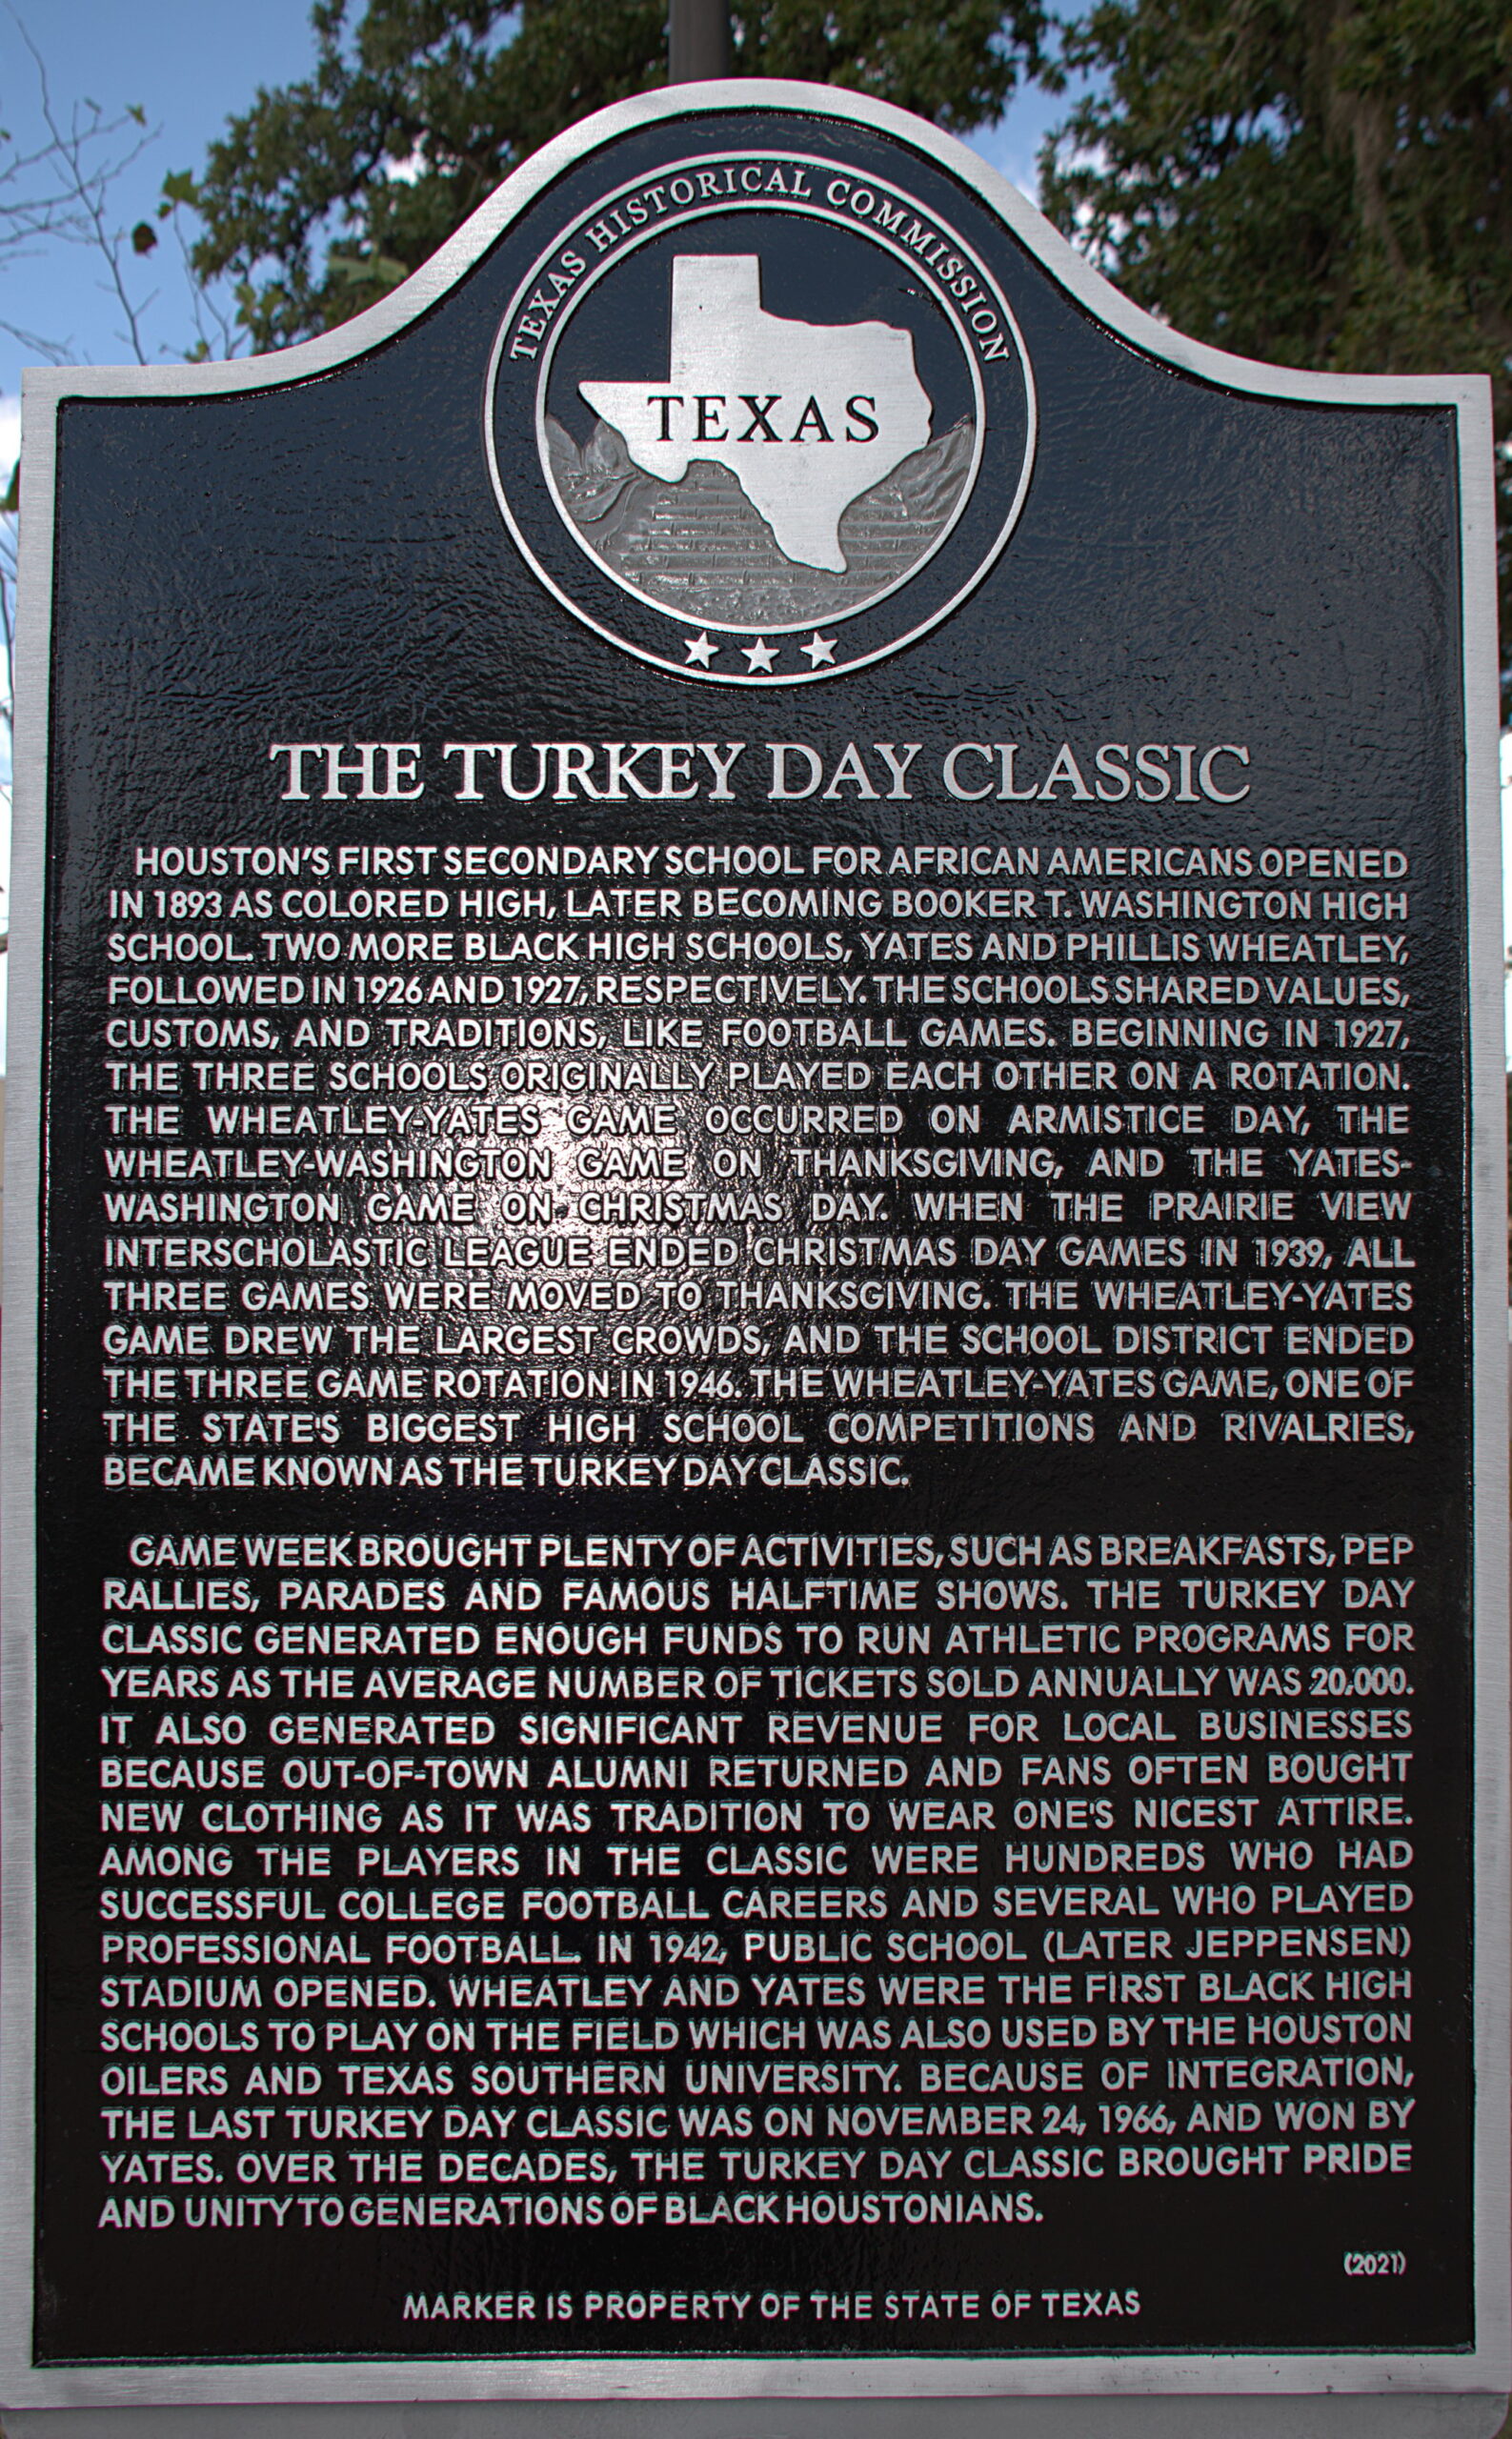 TEXAS HISTORICAL COMMISSION
TEXAS
THE TURKEY DAY CLASSIC
HOUSTON'S FIRST SECONDARY SCHOOL FOR AFRICAN AMERICANS OPENED
IN 1893 AS COLORED HIGH, LATER BECOMING BOOKER T. WASHINGTON HIGH
SCHOOL. TWO MORE BLACK HIGH SCHOOLS, YATES AND PHILLIS WHEATLEY,
FOLLOWED IN 1926 AND 1927, RESPECTIVELY. THE SCHOOLS SHARED VALUES,
CUSTOMS, AND TRADITIONS, LIKE FOOTBALL GAMES. BEGINNING IN 1927,
THE THREE SCHOOLS ORIGINALLY PLAYED EACH OTHER ON A ROTATION.
THE WHEATLEY-YATES GAME OCCURRED ON ARMISTICE DAY, THE
WHEATLEY-WASHINGTON GAME ON THANKSGIVING, AND THE YATES-
WASHINGTON GAME ON CHRISTMAS DAY. WHEN THE PRAIRIE VIEW
INTERSCHOLASTIC LEAGUE ENDED CHRISTMAS DAY GAMES IN 1939, ALL
THREE GAMES WERE MOVED TO THANKSGIVING. THE WHEATLEY-YATES
GAME DREW THE LARGEST CROWDS, AND THE SCHOOL DISTRICT ENDED
THE THREE GAME ROTATION IN 1946. THE WHEATLEY-YATES GAME, ONE OF
THE STATE'S BIGGEST HIGH SCHOOL COMPETITIONS AND RIVALRIES,
BECAME KNOWN AS THE TURKEY DAY CLASSIC.
GAME WEEK BROUGHT PLENTY OF ACTIVITIES, SUCH AS BREAKFASTS, PEP
RALLIES, PARADES AND FAMOUS HALFTIME SHOWS. THE TURKEY DAY
CLASSIC GENERATED ENOUGH FUNDS TO RUN ATHLETIC PROGRAMS FOR
YEARS AS THE AVERAGE NUMBER OF TICKETS SOLD ANNUALLY WAS 20,000.
IT ALSO GENERATED SIGNIFICANT REVENUE FOR LOCAL BUSINESSES
BECAUSE OUT-OF-TOWN ALUMNI RETURNED AND FANS OFTEN BOUGHT
NEW CLOTHING AS IT WAS TRADITION TO WEAR ONE'S NICEST ATTIRE.
AMONG THE PLAYERS IN THE CLASSIC WERE HUNDREDS WHO HAD
SUCCESSFUL COLLEGE FOOTBALL CAREERS AND SEVERAL WHO PLAYED
PROFESSIONAL FOOTBALL. IN 1942, PUBLIC SCHOOL (LATER JEPPENSEN)
STADIUM OPENED. WHEATLEY AND YATES WERE THE FIRST BLACK HIGH
SCHOOLS TO PLAY ON THE FIELD WHICH WAS ALSO USED BY THE HOUSTON
OILERS AND TEXAS SOUTHERN UNIVERSITY. BECAUSE OF INTEGRATION,
THE LAST TURKEY DAY CLASSIC WAS ON NOVEMBER 24, 1966, AND WON BY
YATES. OVER THE DECADES, THE TURKEY DAY CLASSIC BROUGHT PRIDE
AND UNITY TO GENERATIONS OF BLACK HOUSTONIANS.
(2021)
MARKER IS PROPERTY OF THE STATE OF TEXAS